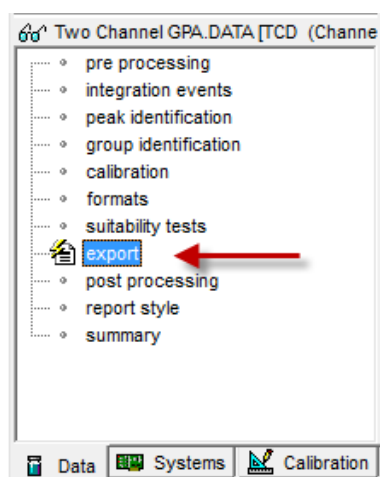 Two Channel GPA.DATA [TCD (Channe
pre processing
integration events
peak identification
group identification
calibration
formats
suitability tests
export
post processing
report style
summary
Data Systems Calibration